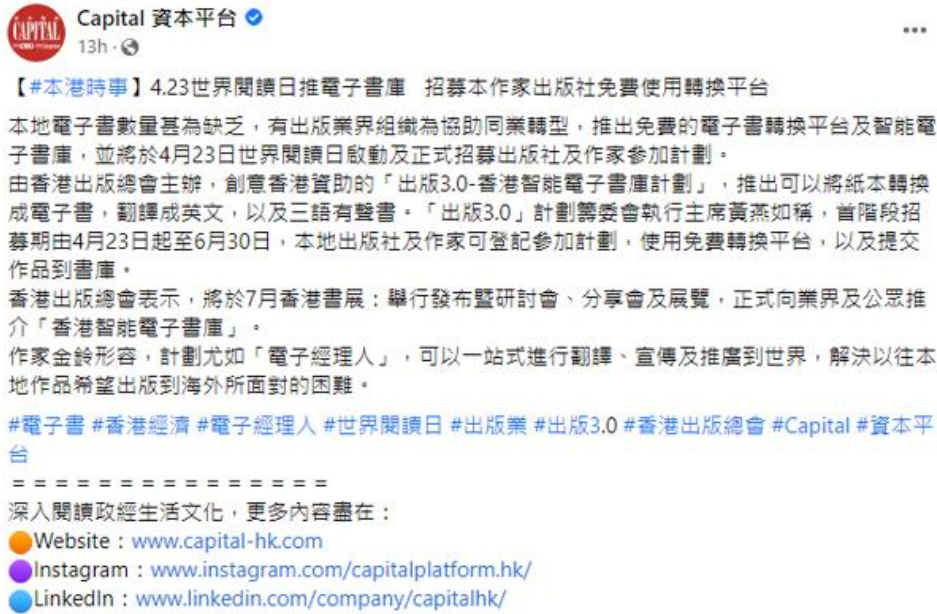 CAPITAL
Capital 資本平台
13h ·
【#本港時事】4.23世界閱讀日推電子書庫 招募本作家出版社免費使用轉換平台
本地電子書數量甚為缺乏，有出版業界組織為協助同業轉型，推出免費的電子書轉換平台及智能電
子書庫，並將於4月23日世界閱讀日啟動及正式招募出版社及作家參加計劃。
由香港出版總會主辦，創意香港資助的「出版3.0-香港智能電子書庫計劃」，推出可以將紙本轉換
成電子書，翻譯成英文，以及三語有聲書。「出版3.0」計劃籌委會執行主席黃燕如稱，首階段招
募期由4月23日起至6月30日，本地出版社及作家可登記參加計劃，使用免費轉換平台，以及提交
作品到書庫。
香港出版總會表示，將於7月香港書展：舉行發布暨研討會、分享會及展覽，正式向業界及公眾推
介「香港智能電子書庫」。
作家金鈴形容，計劃尤如「電子經理人」，可以一站式進行翻譯、宣傳及推廣到世界，解決以往本
地作品希望出版到海外所面對的困難。
#電子書 #香港經濟 #電子經理人 #世界閱讀日 #出版業 #出版3.0 #香港出版總會 #Capital #資本平
台
= = = = = = = = = = = = = = =
深入閱讀政經生活文化，更多內容盡在：
Website：www.capital-hk.com
Instagram：www.instagram.com/capitalplatform.hk/
LinkedIn：www.linkedin.com/company/capitalhk/